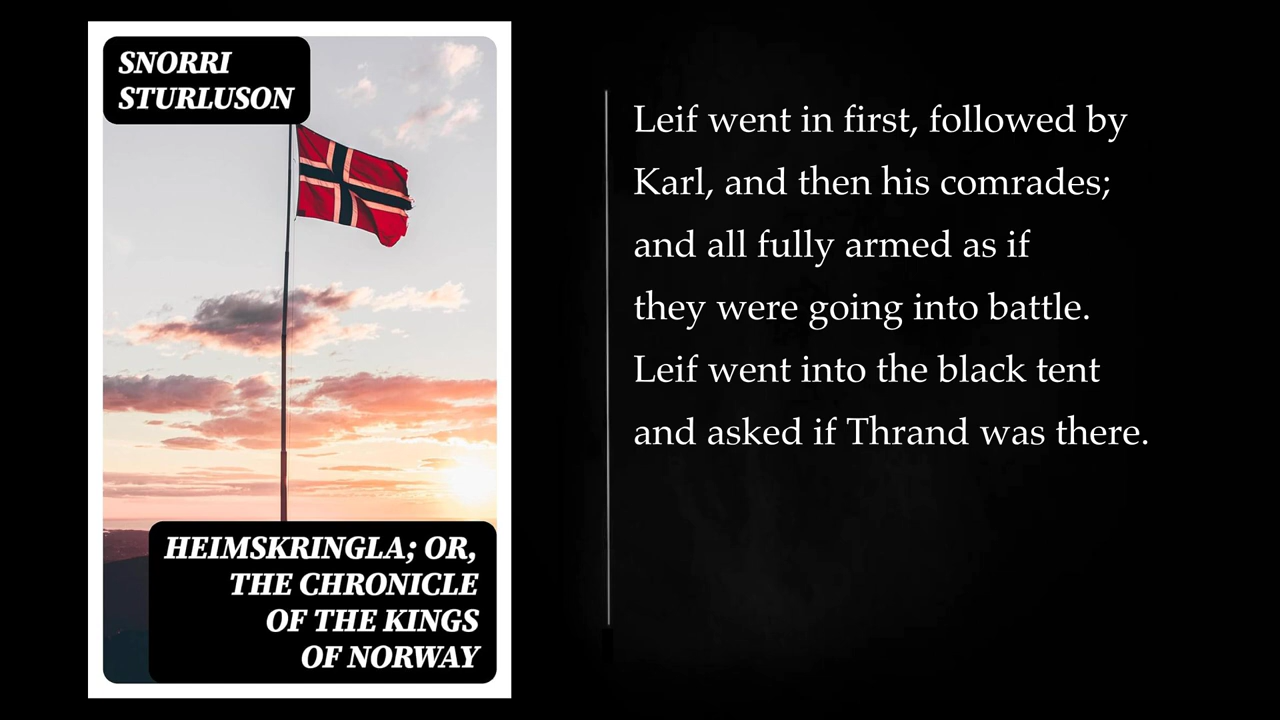 SNORRI
STURLUSON
HEIMSKRINGLA; OR,
THE CHRONICLE
OF THE KINGS
OF NORWAY
Leif went in first, followed by
Karl, and then his comrades;
and all fully armed as if
they were going into battle.
Leif went into the black tent
and asked if Thrand was there.